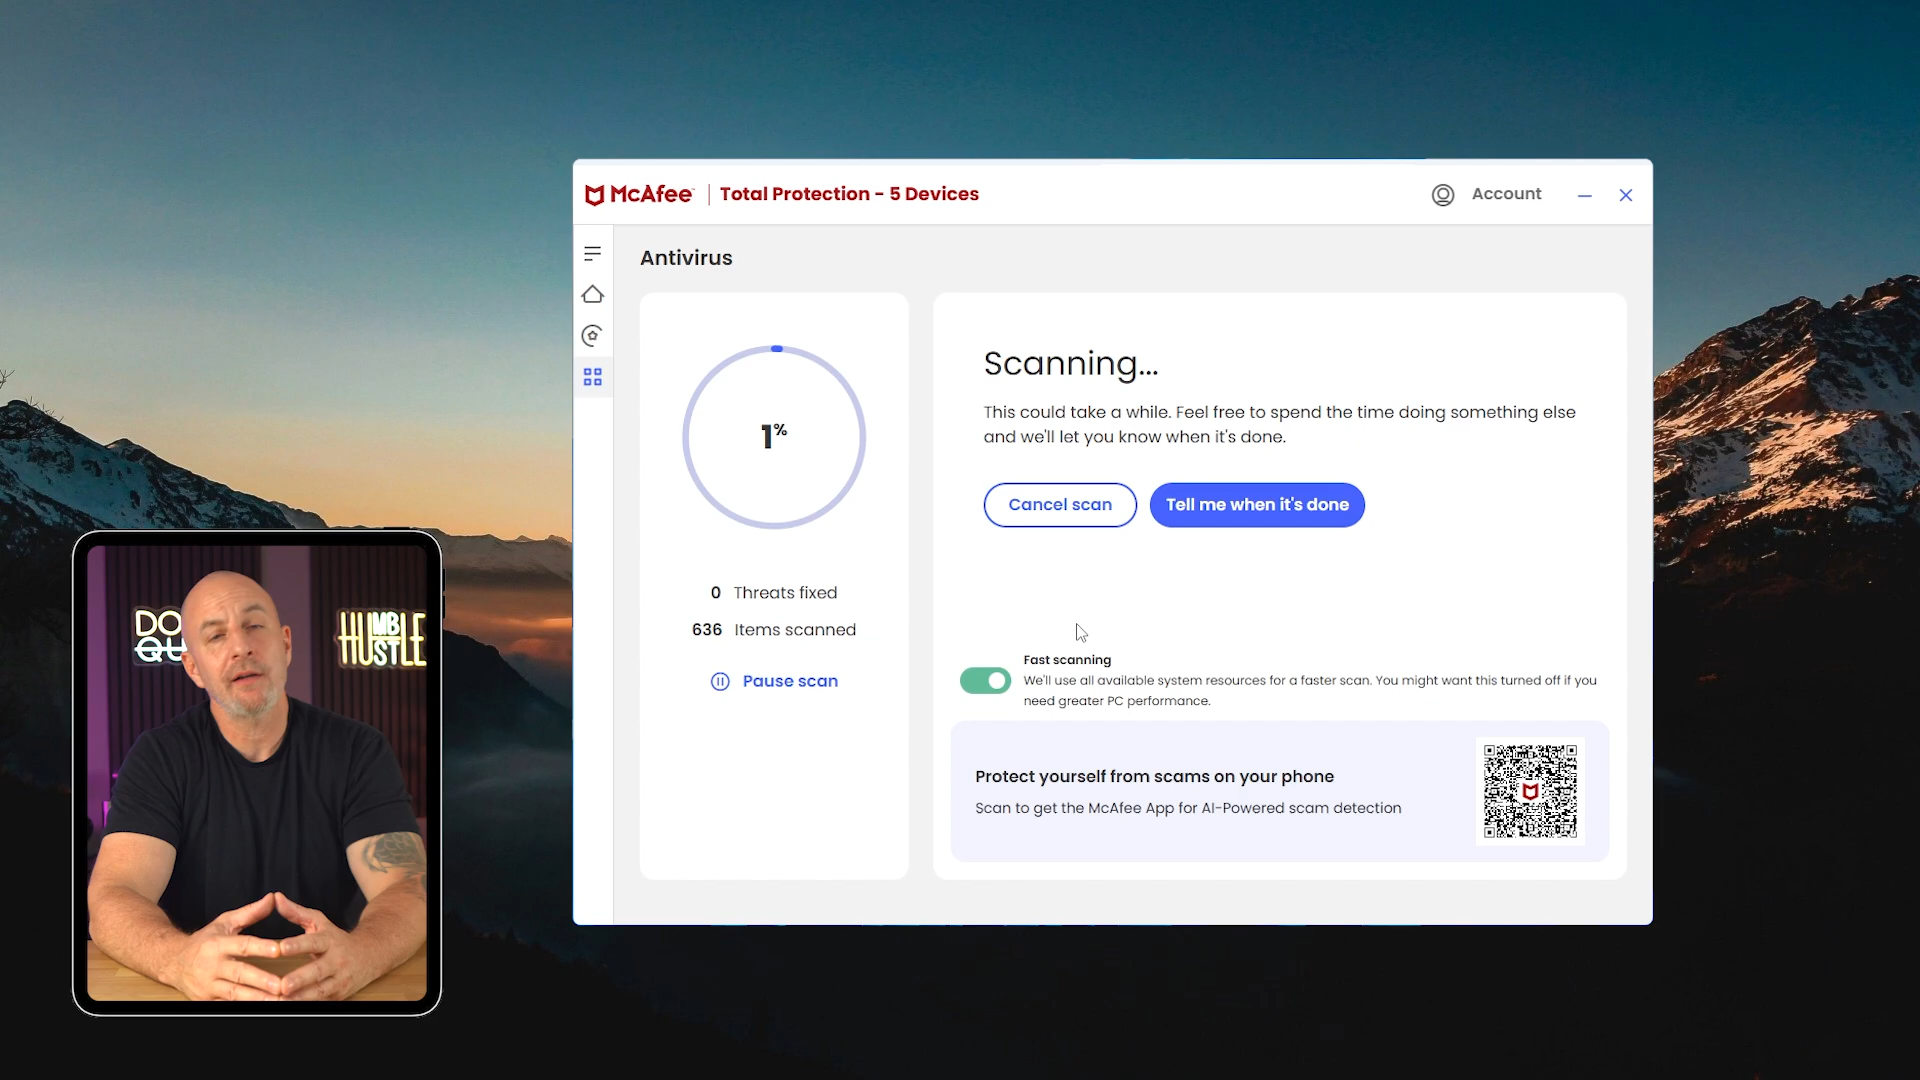 McAfee™ | Total Protection - 5 Devices
Account
Antivirus
1%
0 Threats fixed
636 Items scanned
Pause scan
Scanning...
This could take a while. Feel free to spend the time doing something else
and we'll let you know when it's done.
Cancel scan
Tell me when it's done
Fast scanning
We'll use all available system resources for a faster scan. You might want this turned off if you
need greater PC performance.
Protect yourself from scams on your phone
Scan to get the McAfee App for AI-Powered scam detection
HUMBLE
HUSTLE